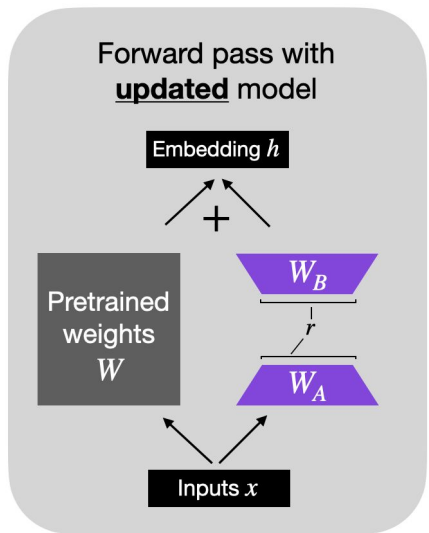 Forward pass with
updated model
Embedding h
+
Pretrained
weights
W
W_B
r
W_A
Inputs x